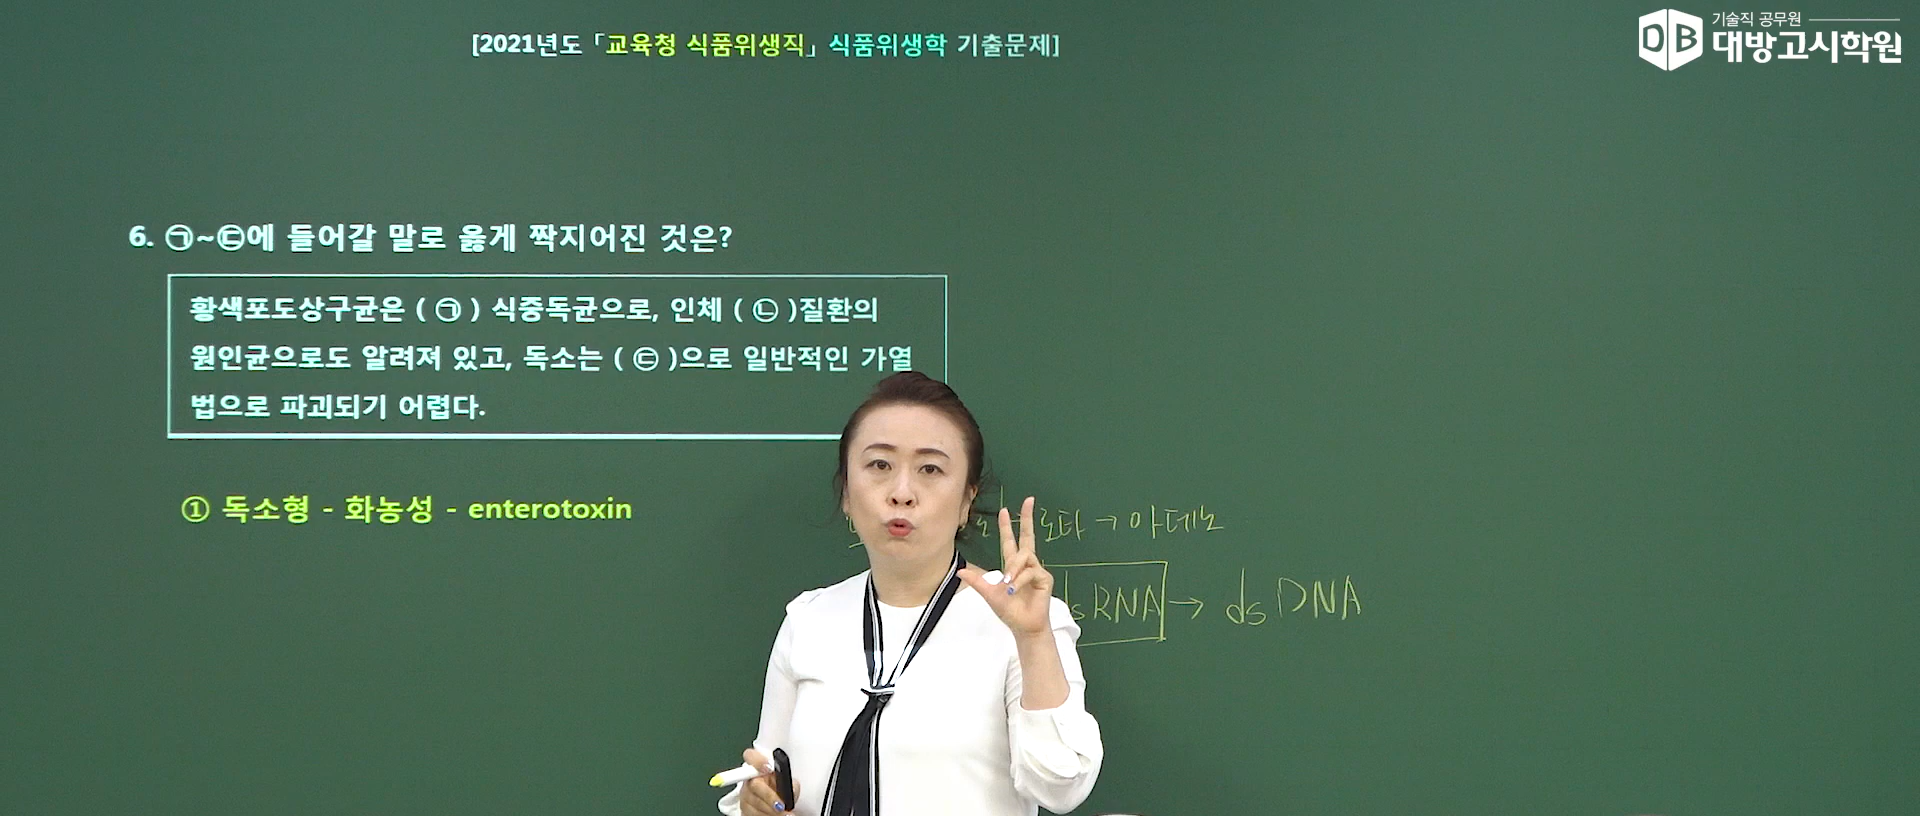 [2021년도 「교육청 식품위생직」 식품위생학 기출문제]
기술직 공무원
DB 대방고시학원
6. ㉠~㉢에 들어갈 말로 옳게 짝지어진 것은?
황색포도상구균은 ( ㉠ ) 식중독균으로, 인체 ( ㉡ )질환의
원인균으로도 알려져 있고, 독소는 ( ㉢ )으로 일반적인 가열
법으로 파괴되기 어렵다.
① 독소형 - 화농성 - enterotoxin
로타 → 아데노
dsRNA → ds DNA